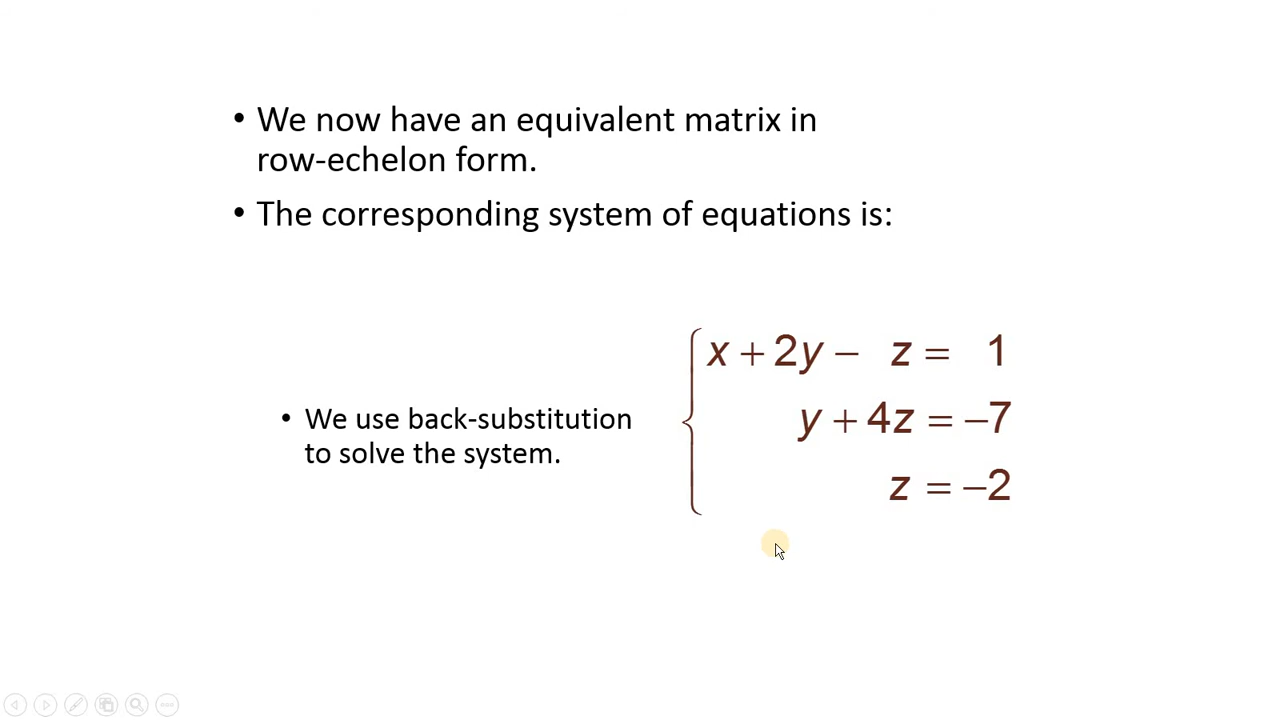 • We now have an equivalent matrix in
row-echelon form.
• The corresponding system of equations is:
x + 2y − z = 1
• We use back-substitution
to solve the system.
y + 4z = −7
z = −2